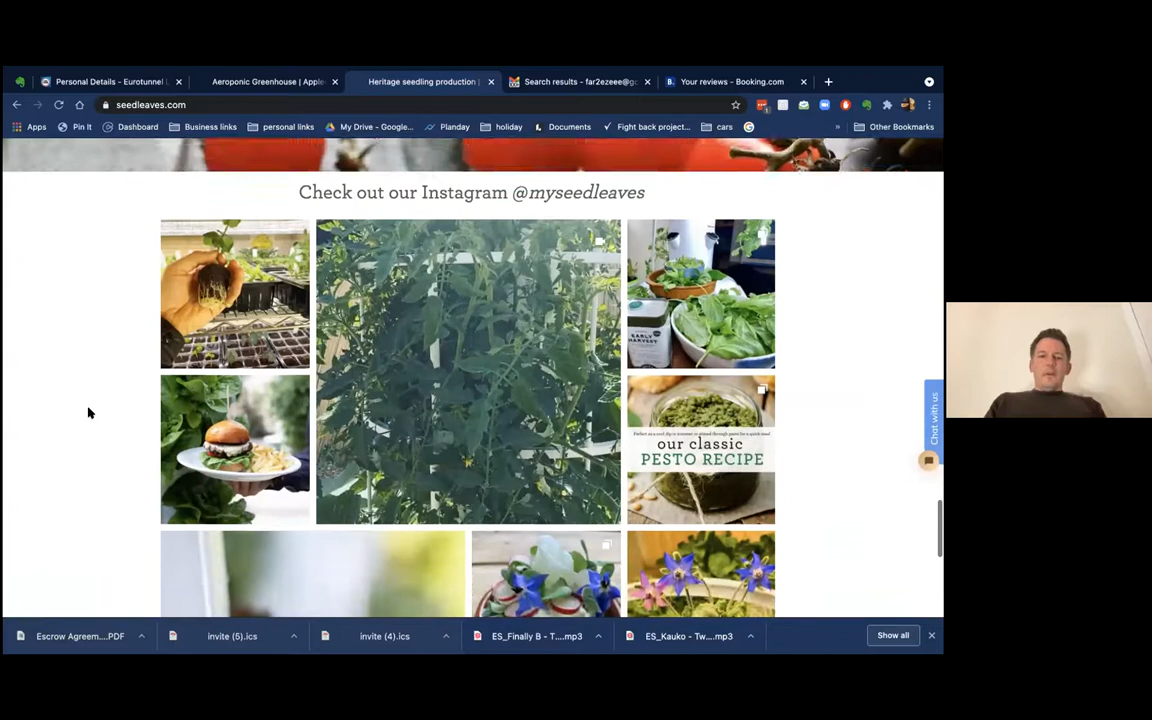 Personal Details - Eurotunnel
Aeroponic Greenhouse | Apple
Heritage seedling production |
Search results - far2ezeee@gc
Your reviews - Booking.com
seedleaves.com
Apps
Pin It
Dashboard
Business links
personal links
My Drive - Google...
Planday
holiday
Documents
Fight back project...
cars
»
Other Bookmarks
Check out our Instagram @myseedleaves
EARLY
HARVEST
our classic
PESTO RECIPE
Chat with us
Escrow Agreem....PDF
invite (5).ics
invite (4).ics
ES_Finally B - T....mp3
ES_Kauko - Tw....mp3
Show all